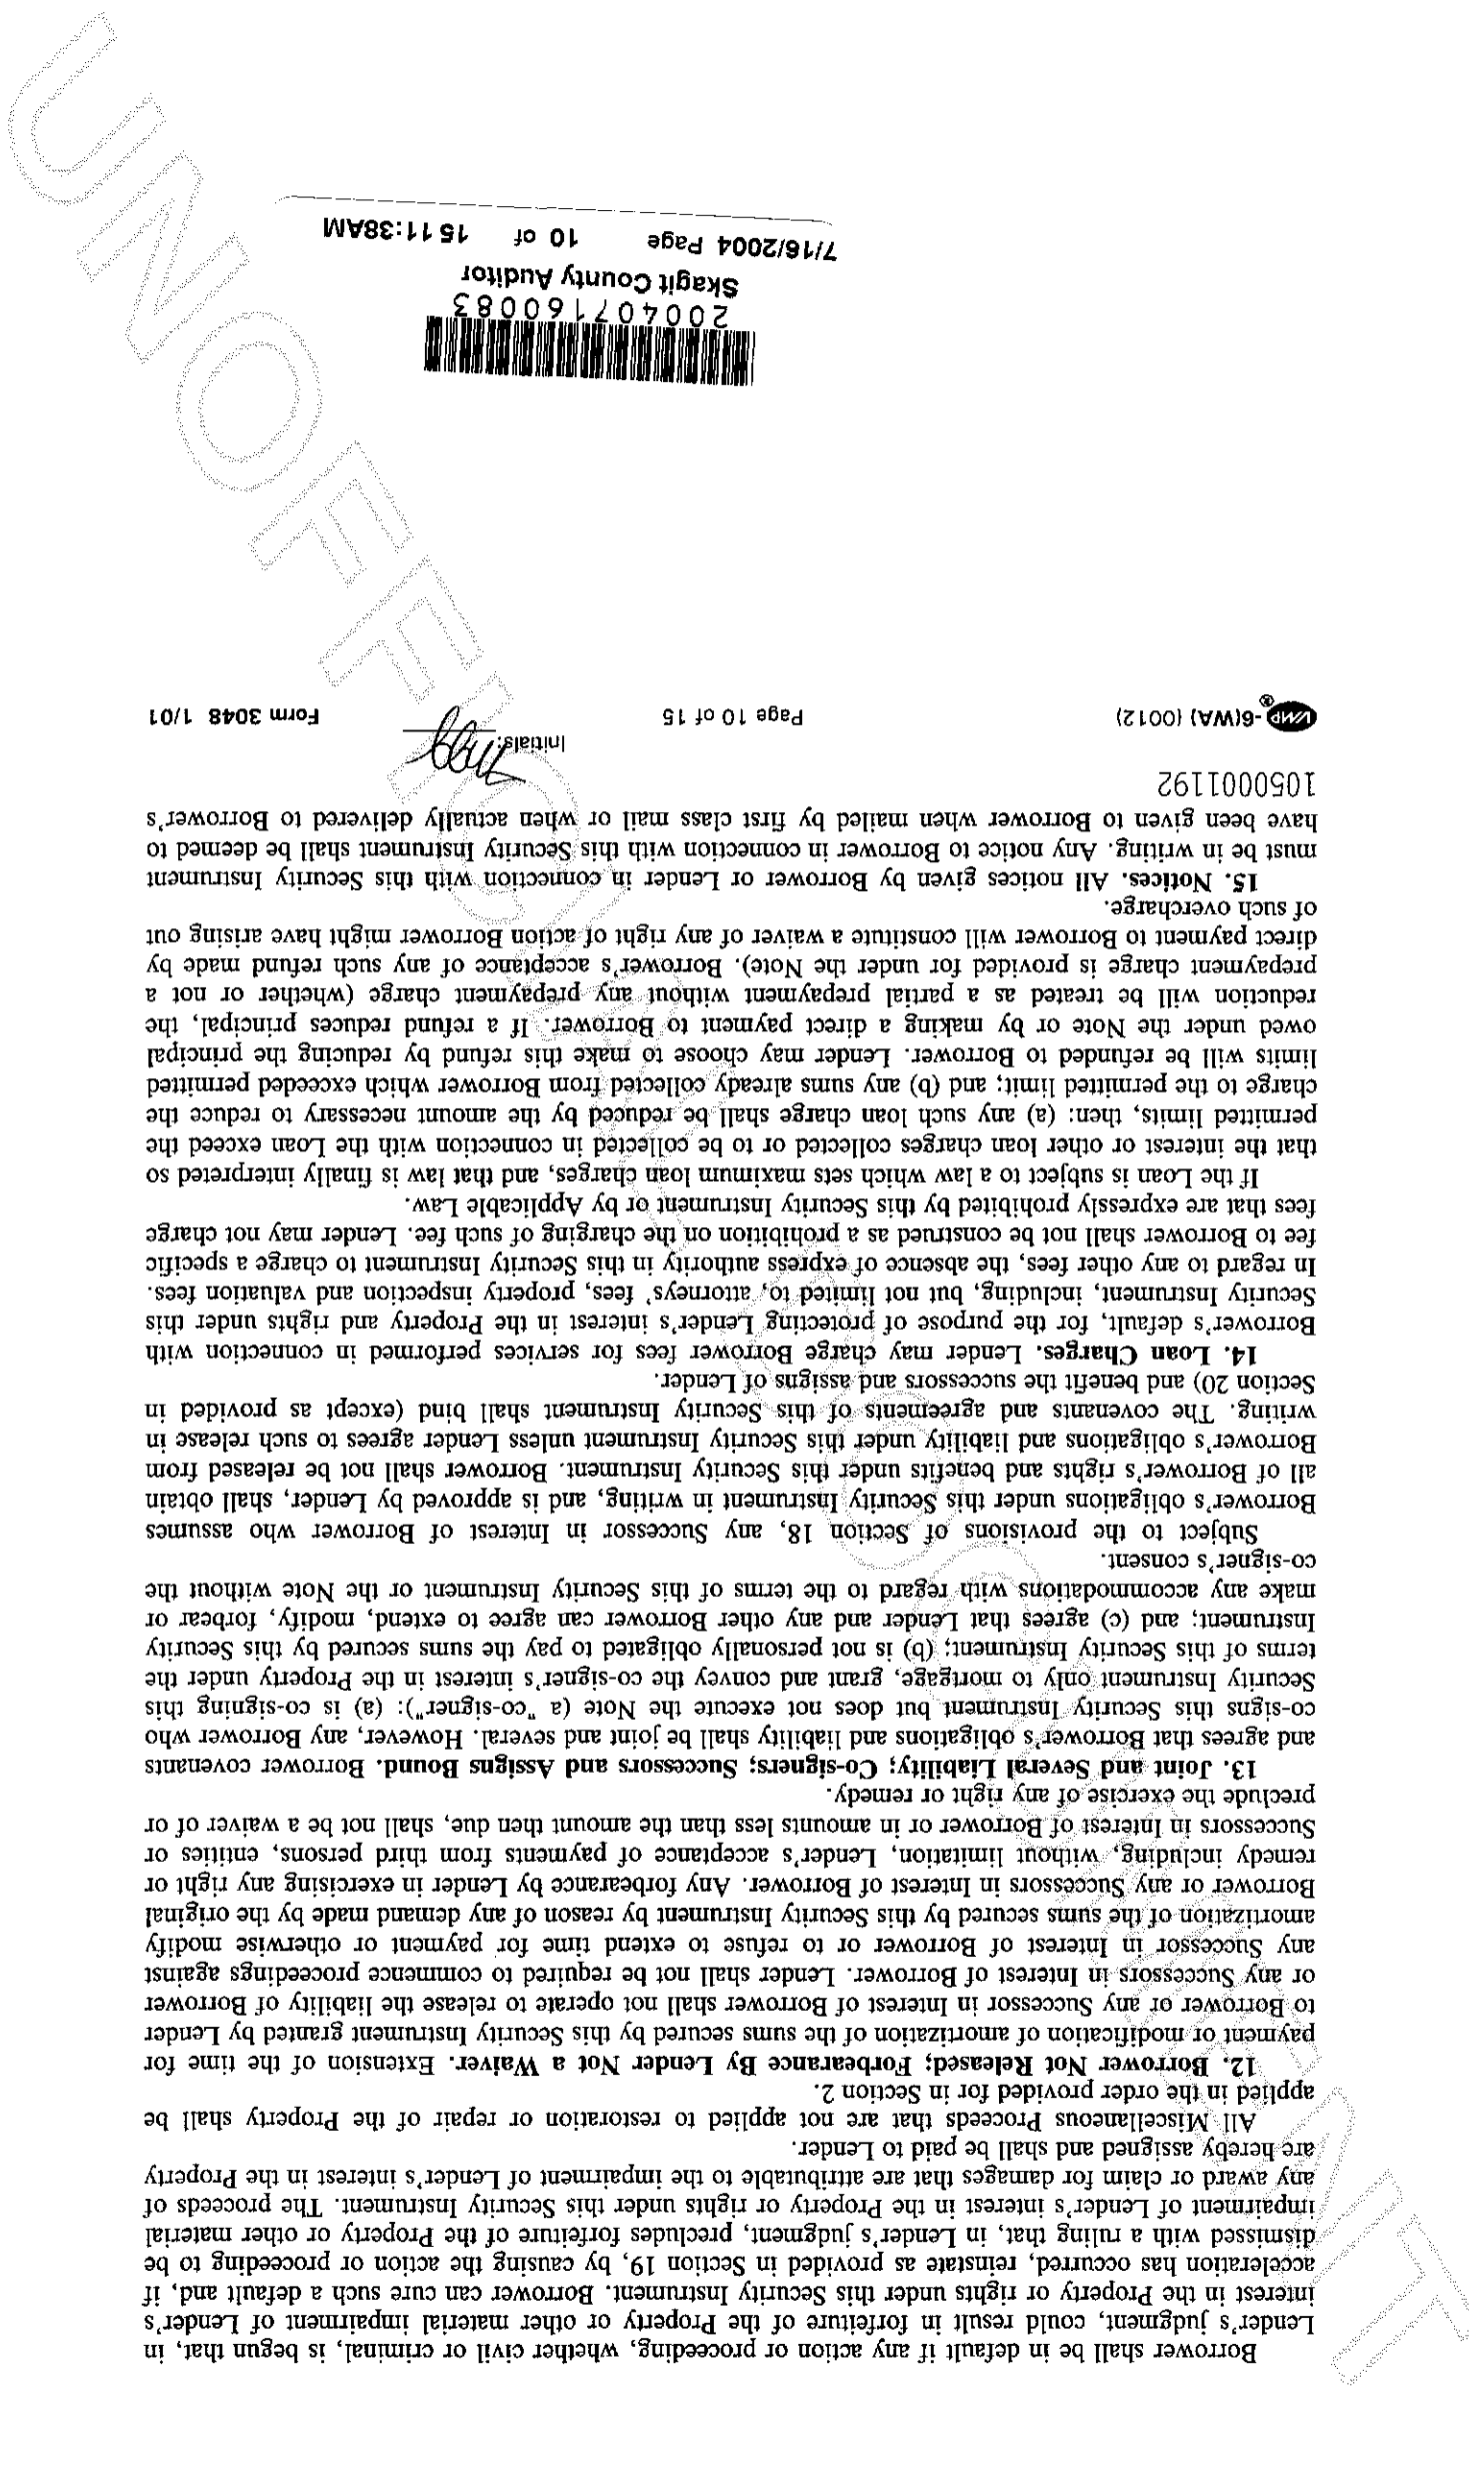 Borrower shall be in default if any action or proceeding, whether civil or criminal, is begun that, in
Lender's judgment, could result in forfeiture of the Property or other material impairment of Lender's
interest in the Property or rights under this Security Instrument. Borrower can cure such a default and, if
acceleration has occurred, reinstate as provided in Section 19, by causing the action or proceeding to be
dismissed with a ruling that, in Lender's judgment, precludes forfeiture of the Property or other material
impairment of Lender's interest in the Property or rights under this Security Instrument. The proceeds of
any award or claim for damages that are attributable to the impairment of Lender's interest in the Property
are hereby assigned and shall be paid to Lender.
All Miscellaneous Proceeds that are not applied to restoration or repair of the Property shall be
applied in the order provided for in Section 2.
12. Borrower Not Released; Forbearance By Lender Not a Waiver. Extension of the time for
payment or modification of amortization of the sums secured by this Security Instrument granted by Lender
to Borrower or any Successor in Interest of Borrower shall not operate to release the liability of Borrower
or any Successors in Interest of Borrower. Lender shall not be required to commence proceedings against
any Successor in Interest of Borrower or to refuse to extend time for payment or otherwise modify
amortization of the sums secured by this Security Instrument by reason of any demand made by the original
Borrower or any Successors in Interest of Borrower. Any forbearance by Lender in exercising any right or
remedy including, without limitation, Lender's acceptance of payments from third persons, entities or
Successors in Interest of Borrower or in amounts less than the amount then due, shall not be a waiver of or
preclude the exercise of any right or remedy.
13. Joint and Several Liability; Co-signers; Successors and Assigns Bound. Borrower covenants
and agrees that Borrower's obligations and liability shall be joint and several. However, any Borrower who
co-signs this Security Instrument but does not execute the Note (a "co-signer"): (a) is co-signing this
Security Instrument only to mortgage, grant and convey the co-signer's interest in the Property under the
terms of this Security Instrument; (b) is not personally obligated to pay the sums secured by this Security
Instrument; and (c) agrees that Lender and any other Borrower can agree to extend, modify, forbear or
make any accommodations with regard to the terms of this Security Instrument or the Note without the
co-signer's consent.
Subject to the provisions of Section 18, any Successor in Interest of Borrower who assumes
Borrower's obligations under this Security Instrument in writing, and is approved by Lender, shall obtain
all of Borrower's rights and benefits under this Security Instrument. Borrower shall not be released from
Borrower's obligations and liability under this Security Instrument unless Lender agrees to such release in
writing. The covenants and agreements of this Security Instrument shall bind (except as provided in
Section 20) and benefit the successors and assigns of Lender.
14. Loan Charges. Lender may charge Borrower fees for services performed in connection with
Borrower's default, for the purpose of protecting Lender's interest in the Property and rights under this
Security Instrument, including, but not limited to, attorneys' fees, property inspection and valuation fees.
In regard to any other fees, the absence of express authority in this Security Instrument to charge a specific
fee to Borrower shall not be construed as a prohibition on the charging of such fee. Lender may not charge
fees that are expressly prohibited by this Security Instrument or by Applicable Law.
If the Loan is subject to a law which sets maximum loan charges, and that law is finally interpreted so
that the interest or other loan charges collected or to be collected in connection with the Loan exceed the
permitted limits, then: (a) any such loan charge shall be reduced by the amount necessary to reduce the
charge to the permitted limit; and (b) any sums already collected from Borrower which exceeded permitted
limits will be refunded to Borrower. Lender may choose to make this refund by reducing the principal
owed under the Note or by making a direct payment to Borrower. If a refund reduces principal, the
reduction will be treated as a partial prepayment without any prepayment charge (whether or not a
prepayment charge is provided for under the Note). Borrower's acceptance of any such refund made by
direct payment to Borrower will constitute a waiver of any right of action Borrower might have arising out
of such overcharge.
15. Notices. All notices given by Borrower or Lender in connection with this Security Instrument
must be in writing. Any notice to Borrower in connection with this Security Instrument shall be deemed to
have been given to Borrower when mailed by first class mail or when actually delivered to Borrower's
1050001192
Initials:
VMP®-6(WA) (0012) Page 10 of 15 Form 3048 1/01
200407160083
Skagit County Auditor
7/16/2004 Page 10 of 15 11:38AM
UNOFFICIAL DOCUMENT